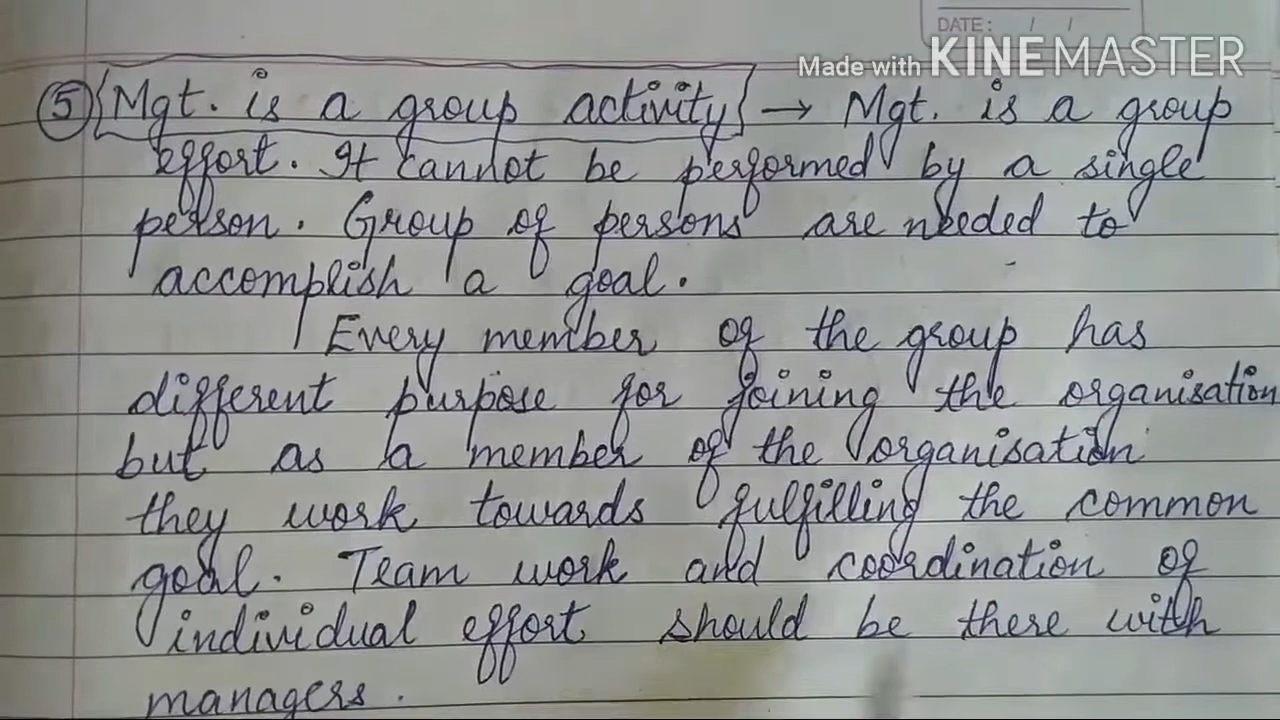 DATE: / /
Made with KINEMASTER
⑤ Mgt. is a group activity → Mgt. is a group
effort. It cannot be performed by a single
person. Group of persons are needed to
accomplish a goal.
Every member of the group has
different purpose for joining the organisation
but as a member of the organisation
they work towards fulfilling the common
goal. Team work and coordination of
individual effort should be there with
managers.